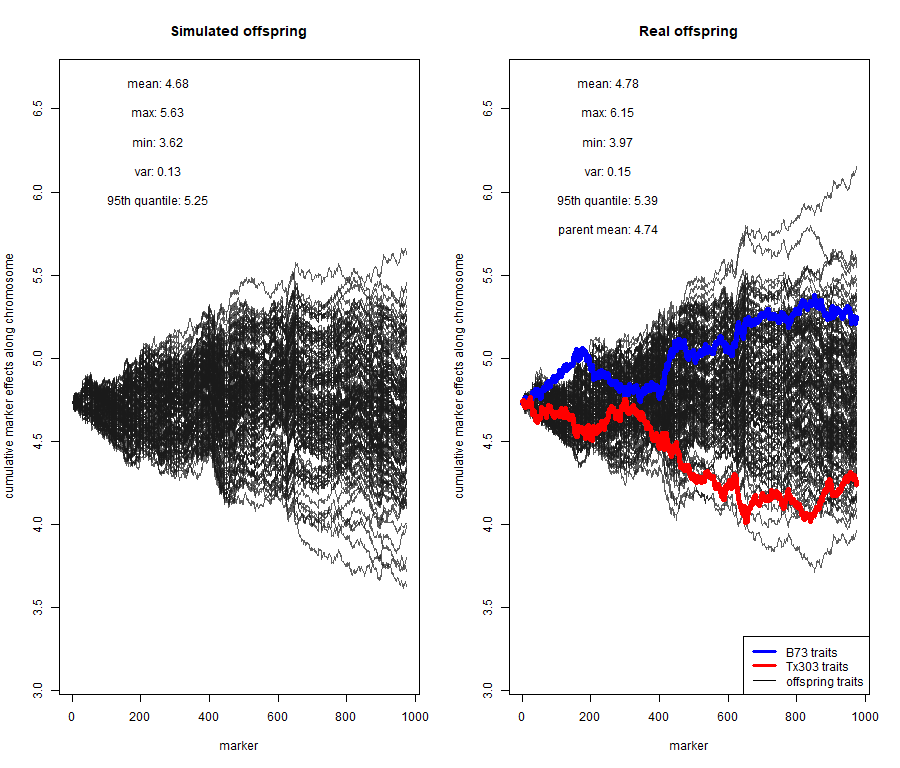 Simulated offspring
mean: 4.68
max: 5.63
min: 3.62
var: 0.13
95th quantile: 5.25
cumulative marker effects along chromosome
6.5
6.0
5.5
5.0
4.5
4.0
3.5
3.0
0 200 400 600 800 1000
marker
Real offspring
mean: 4.78
max: 6.15
min: 3.97
var: 0.15
95th quantile: 5.39
parent mean: 4.74
cumulative marker effects along chromosome
6.5
6.0
5.5
5.0
4.5
4.0
3.5
3.0
B73 traits
Tx303 traits
offspring traits
0 200 400 600 800 1000
marker